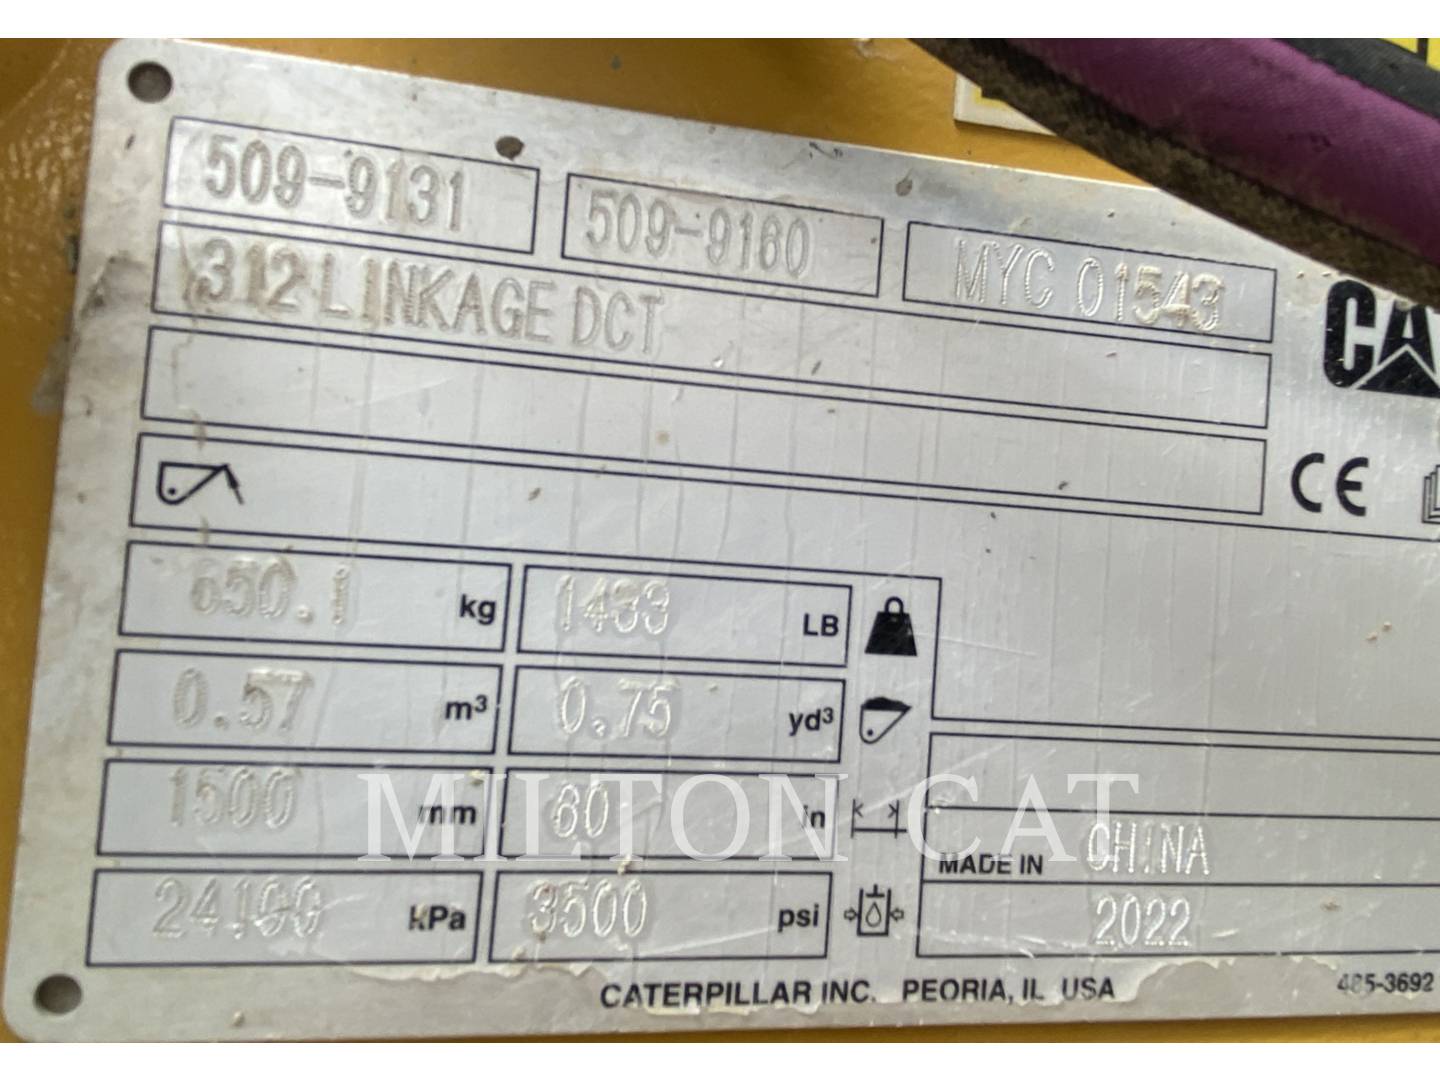 509-9131 509-9160 MYC 01543
312 LINKAGE DCT
CAT
CE
650.1 kg 1433 LB
0.57 m³ 0.75 yd³
1500 mm 60 in
24100 kPa 3500 psi
MADE IN CHINA
2022
CATERPILLAR INC. PEORIA, IL USA
485-3692
MILTON CAT